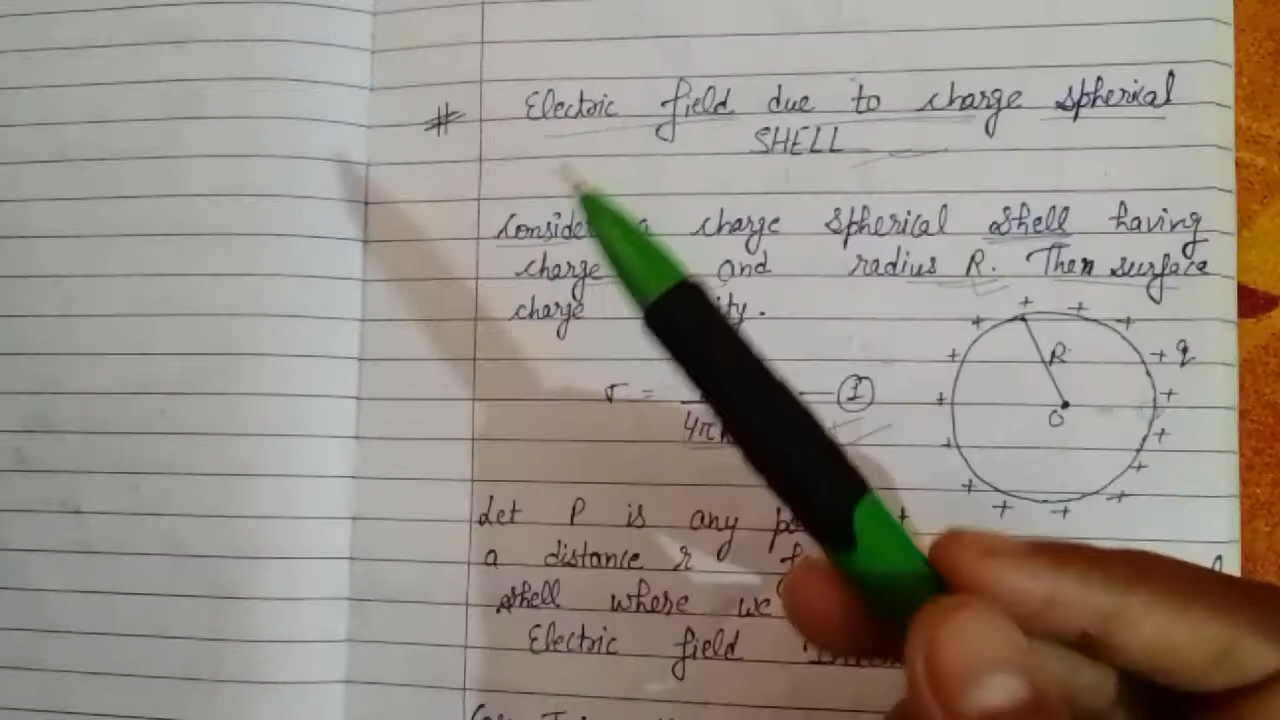 # Electric field due to charge spherical
SHELL
Consider a charge spherical shell having
charge and radius R. Then surface
charge
σ = 4π — I
+ + + + + + + + + + + + + + + +
R
q
O
Let P is any
a distance r
shell where we
Electric field